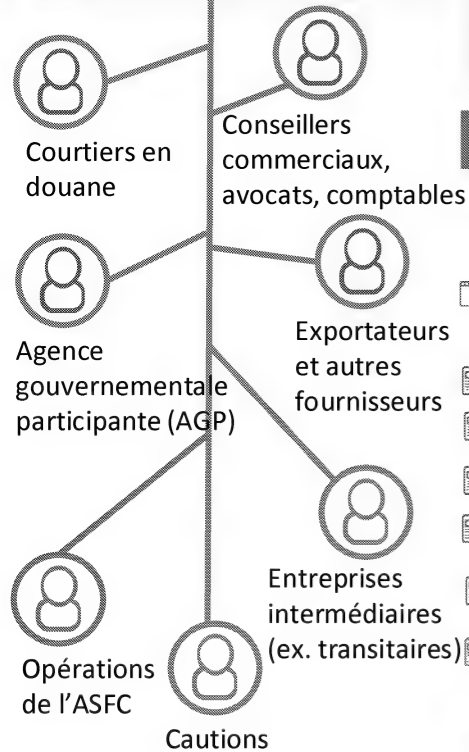 Courtiers en
douane
Conseillers
commerciaux,
avocats, comptables
Agence
gouvernementale
participante (AGP)
Exportateurs
et autres
fournisseurs
Entreprises
intermédiaires
(ex. transitaires)
Opérations
de l'ASFC
Cautions